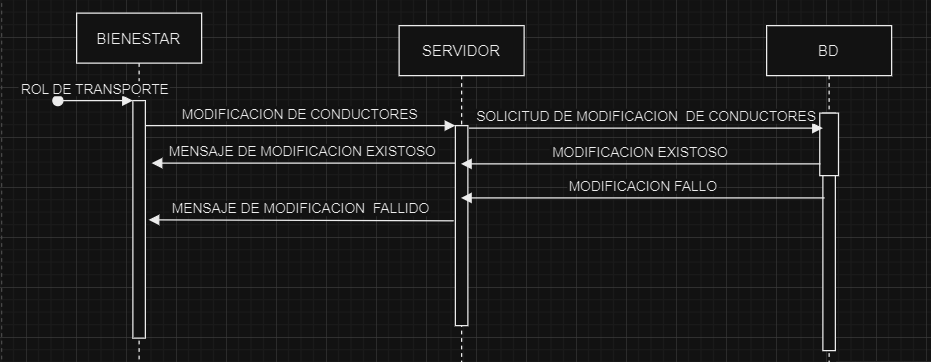 BIENESTAR
SERVIDOR
BD
ROL DE TRANSPORTE
MODIFICACION DE CONDUCTORES
SOLICITUD DE MODIFICACION DE CONDUCTORES
MENSAJE DE MODIFICACION EXISTOSO
MODIFICACION EXISTOSO
MODIFICACION FALLO
MENSAJE DE MODIFICACION FALLIDO